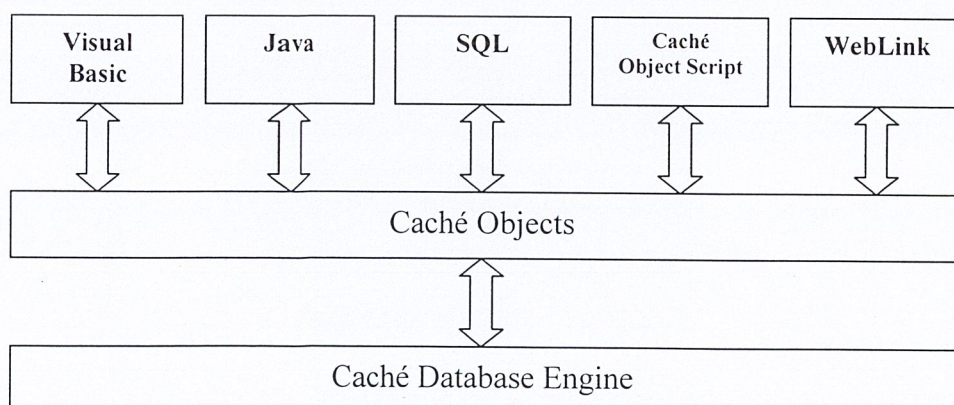 Visual
Basic
Java
SQL
Caché
Object Script
WebLink
Caché Objects
Caché Database Engine